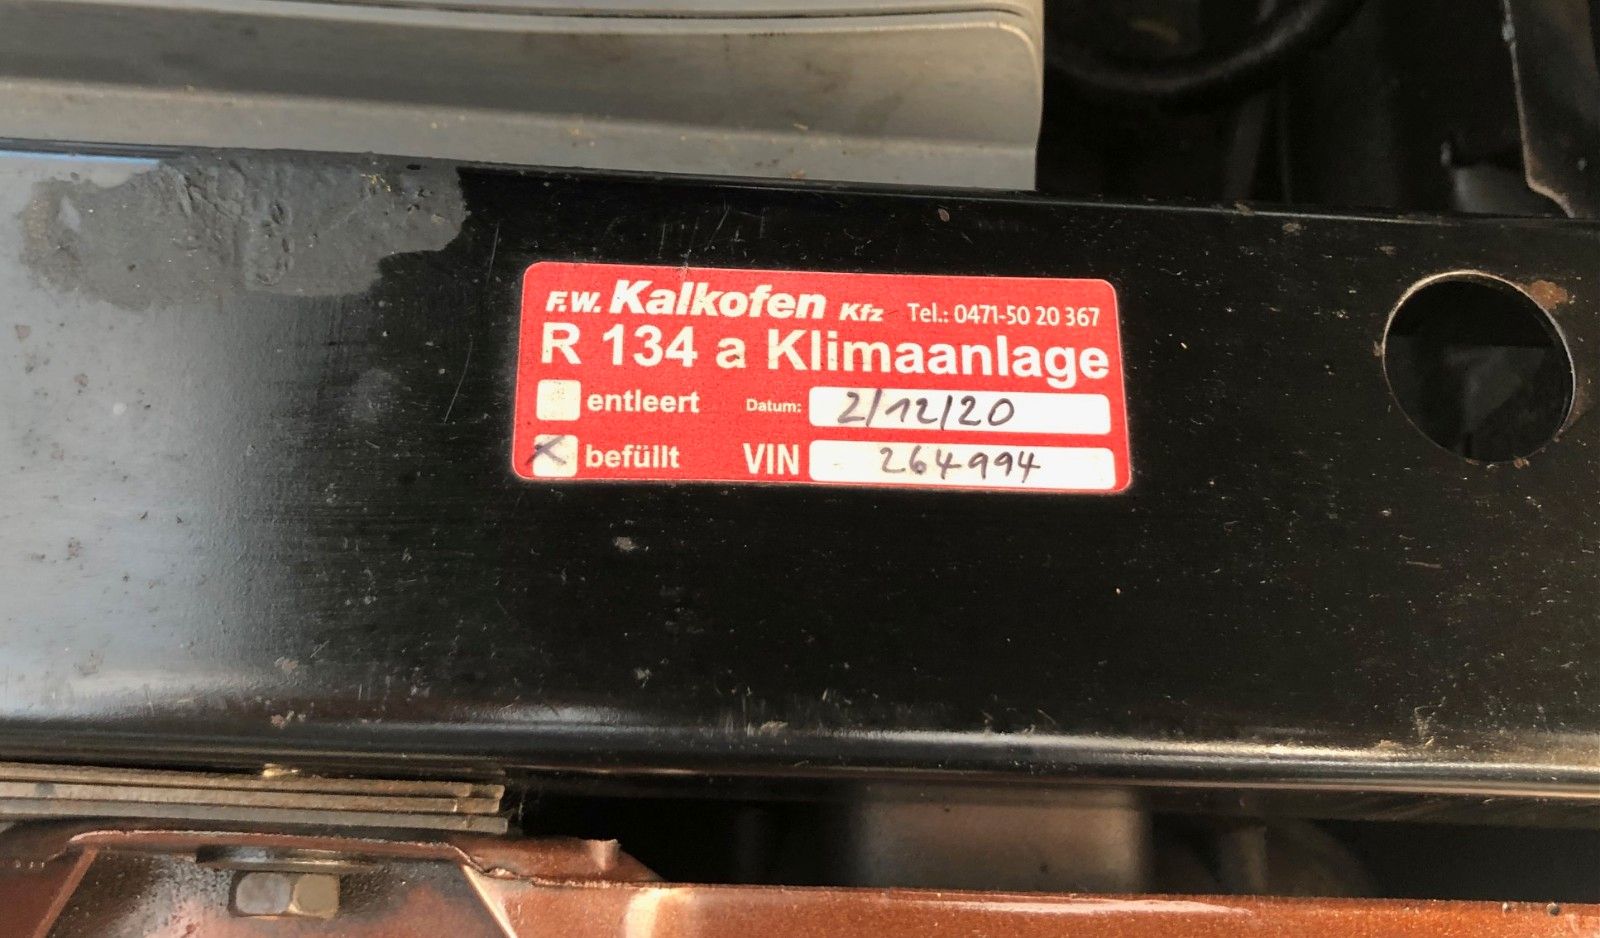 F.W. Kalkofen Kfz Tel.: 0471-50 20 367
R 134 a Klimaanlage
entleert Datum: 2/12/20
X befüllt VIN 264994